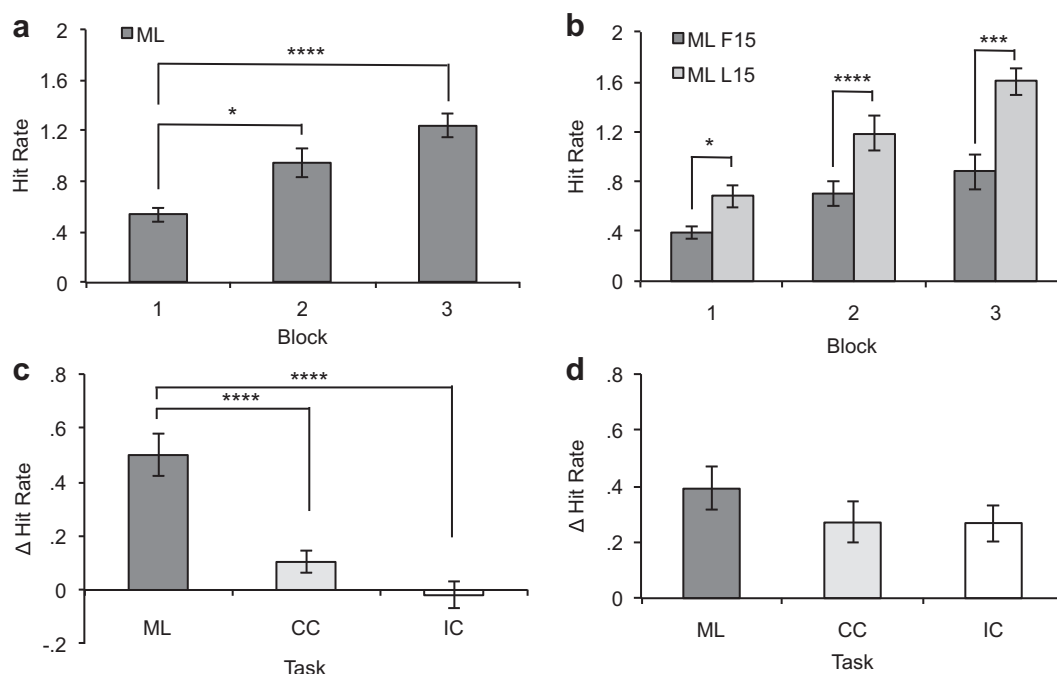 a
ML
2
1.6
1.2
.8
.4
0
Hit Rate
****
*
1
2
3
Block
b
ML F15
ML L15
2
1.6
1.2
.8
.4
0
Hit Rate
*
****
***
1
2
3
Block
c
.8
.6
.4
.2
0
-.2
Δ Hit Rate
****
****
ML
CC
IC
Task
d
.8
.6
.4
.2
0
Δ Hit Rate
ML
CC
IC
Task